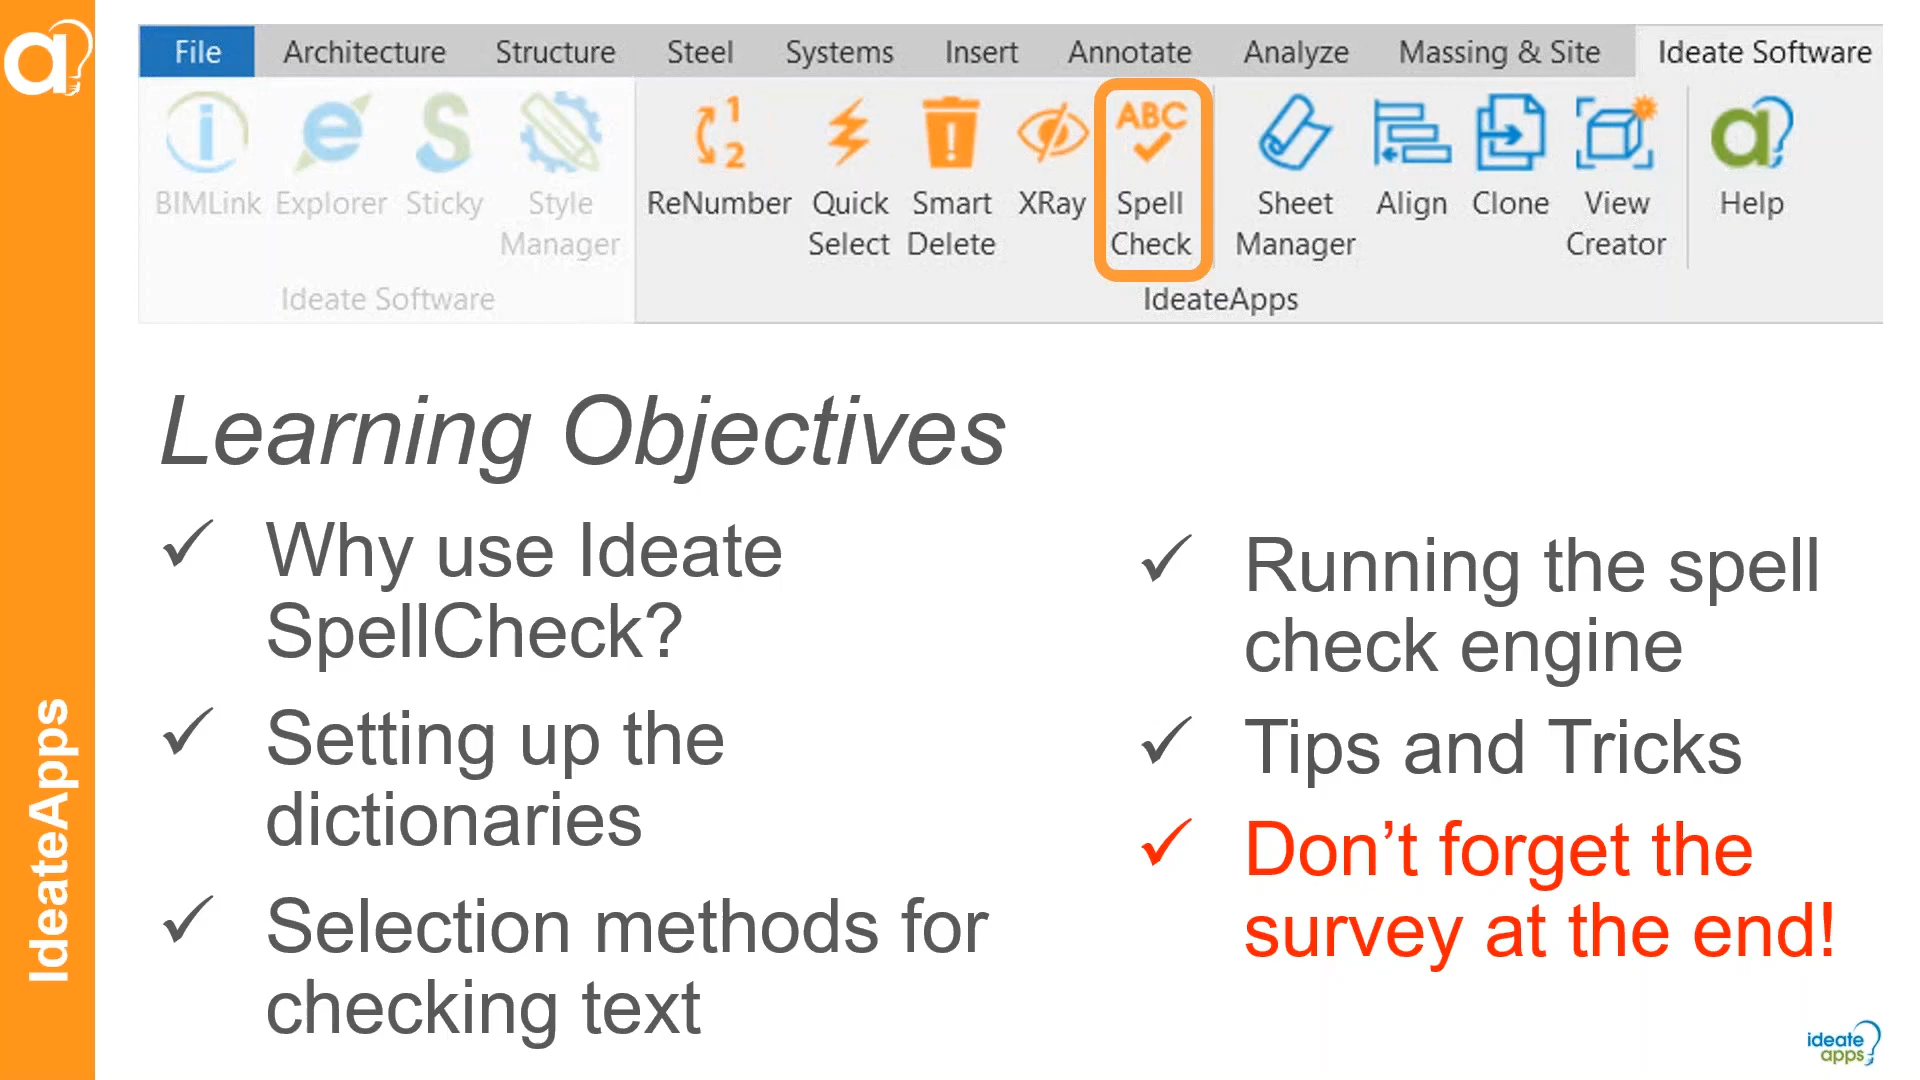 File Architecture Structure Steel Systems Insert Annotate Analyze Massing & Site Ideate Software
1
2
ABC
BIMLink Explorer Sticky Style ReNumber Quick Smart XRay Spell Sheet Align Clone View Help
Manager Select Delete Check Manager Creator
Ideate Software IdeateApps
Learning Objectives
Why use Ideate
SpellCheck?
Setting up the
dictionaries
Selection methods for
checking text
Running the spell
check engine
Tips and Tricks
Don’t forget the
survey at the end!
IdeateApps
ideate
apps